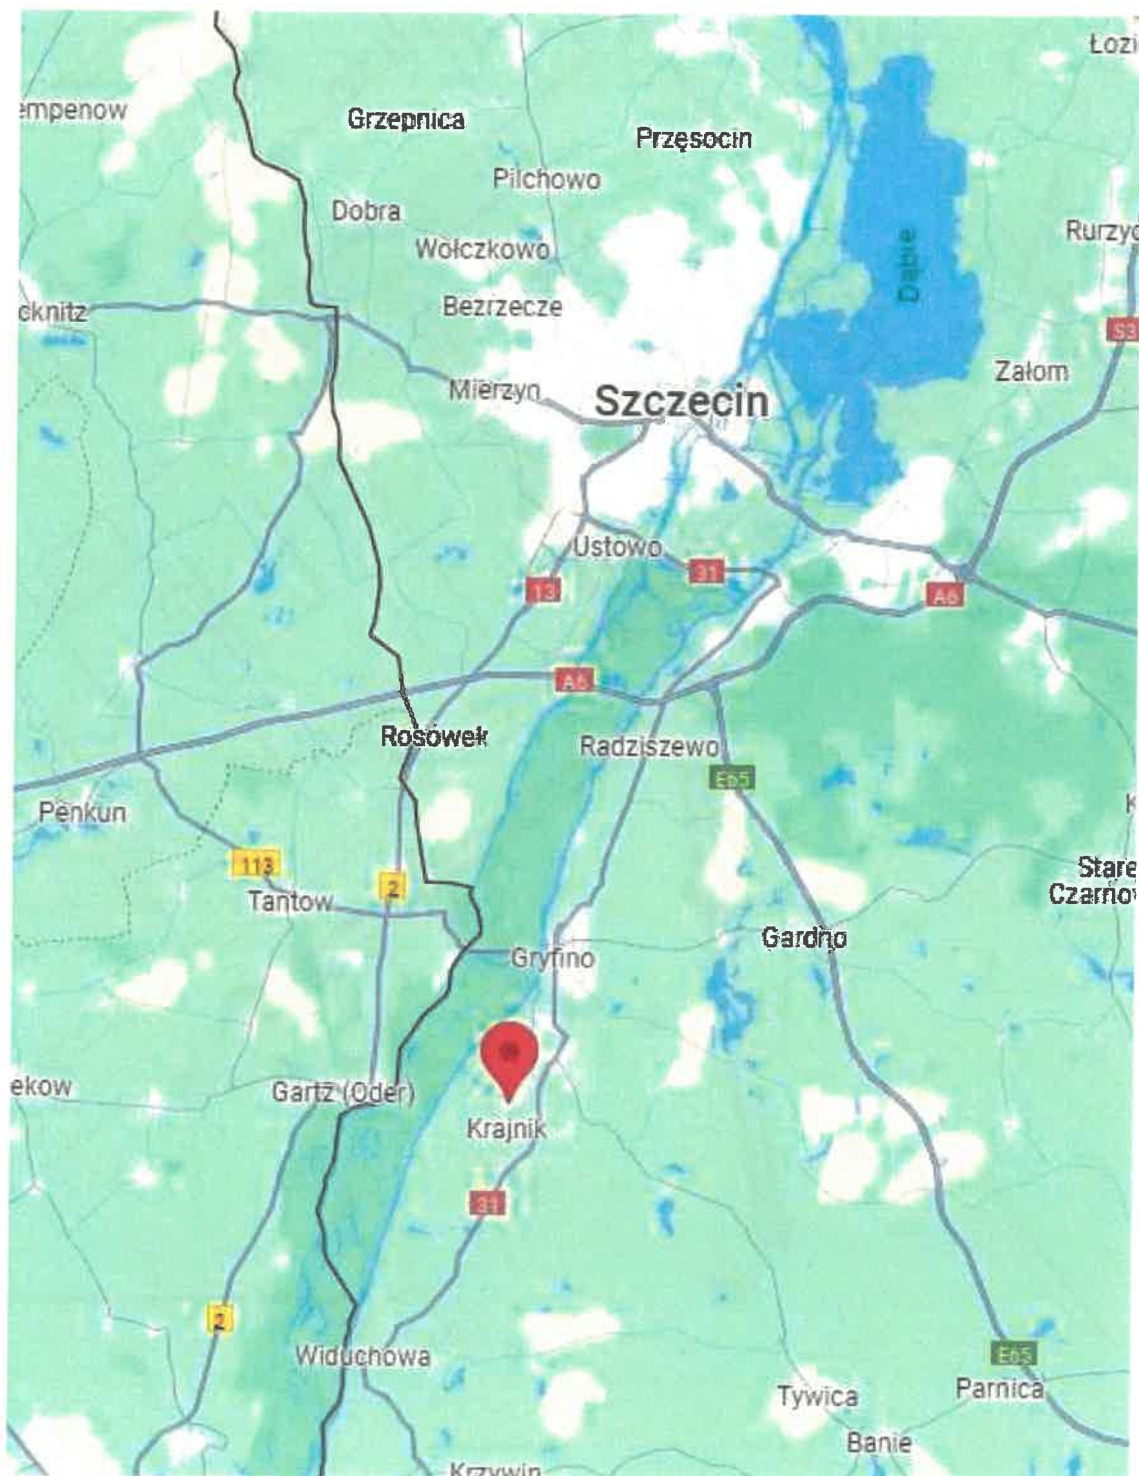 Łozi
empenow
Grzepnica
Przęsocin
Pilchowo
Dobra
Rurzyc
Wołczkowo
Dąbie
Bezrzecze
cknitz
S3
Załom
Mierzyn
Szczecin
Ustowo
31
13
A6
A6
Rosówek
Radziszewo
E65
Penkun
K
113
Stare
Czarnov
2
Tantow
Gardno
Gryfino
ekow
Gartz (Oder)
Krajnik
31
2
Widuchowa
E65
Parnica
Tywica
Banie
Krzywin